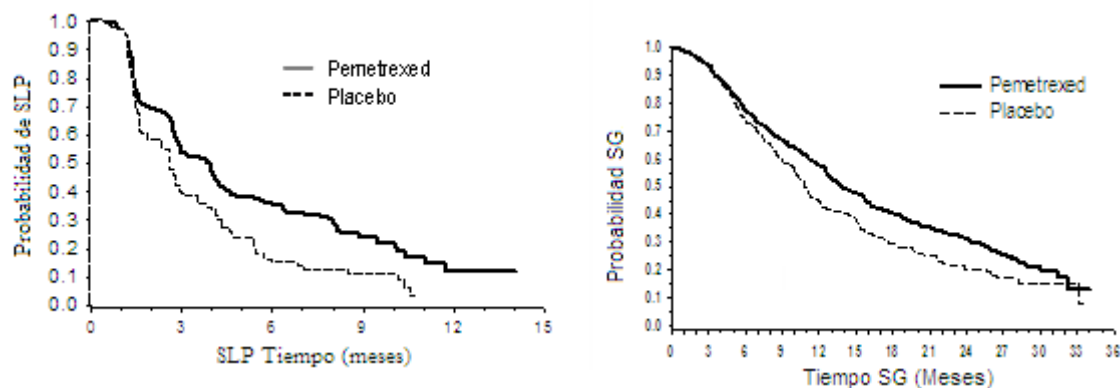 1.0
0.9
0.8
0.7
0.6
0.5
0.4
0.3
0.2
0.1
0.0
Probabilidad de SLP
Pemetrexed
Placebo
0 3 6 9 12 15
SLP Tiempo (meses)
1.0
0.9
0.8
0.7
0.6
0.5
0.4
0.3
0.2
0.1
0.0
Probabilidad SG
Pemetrexed
Placebo
0 3 6 9 12 15 18 21 24 27 30 33 36
Tiempo SG (Meses)